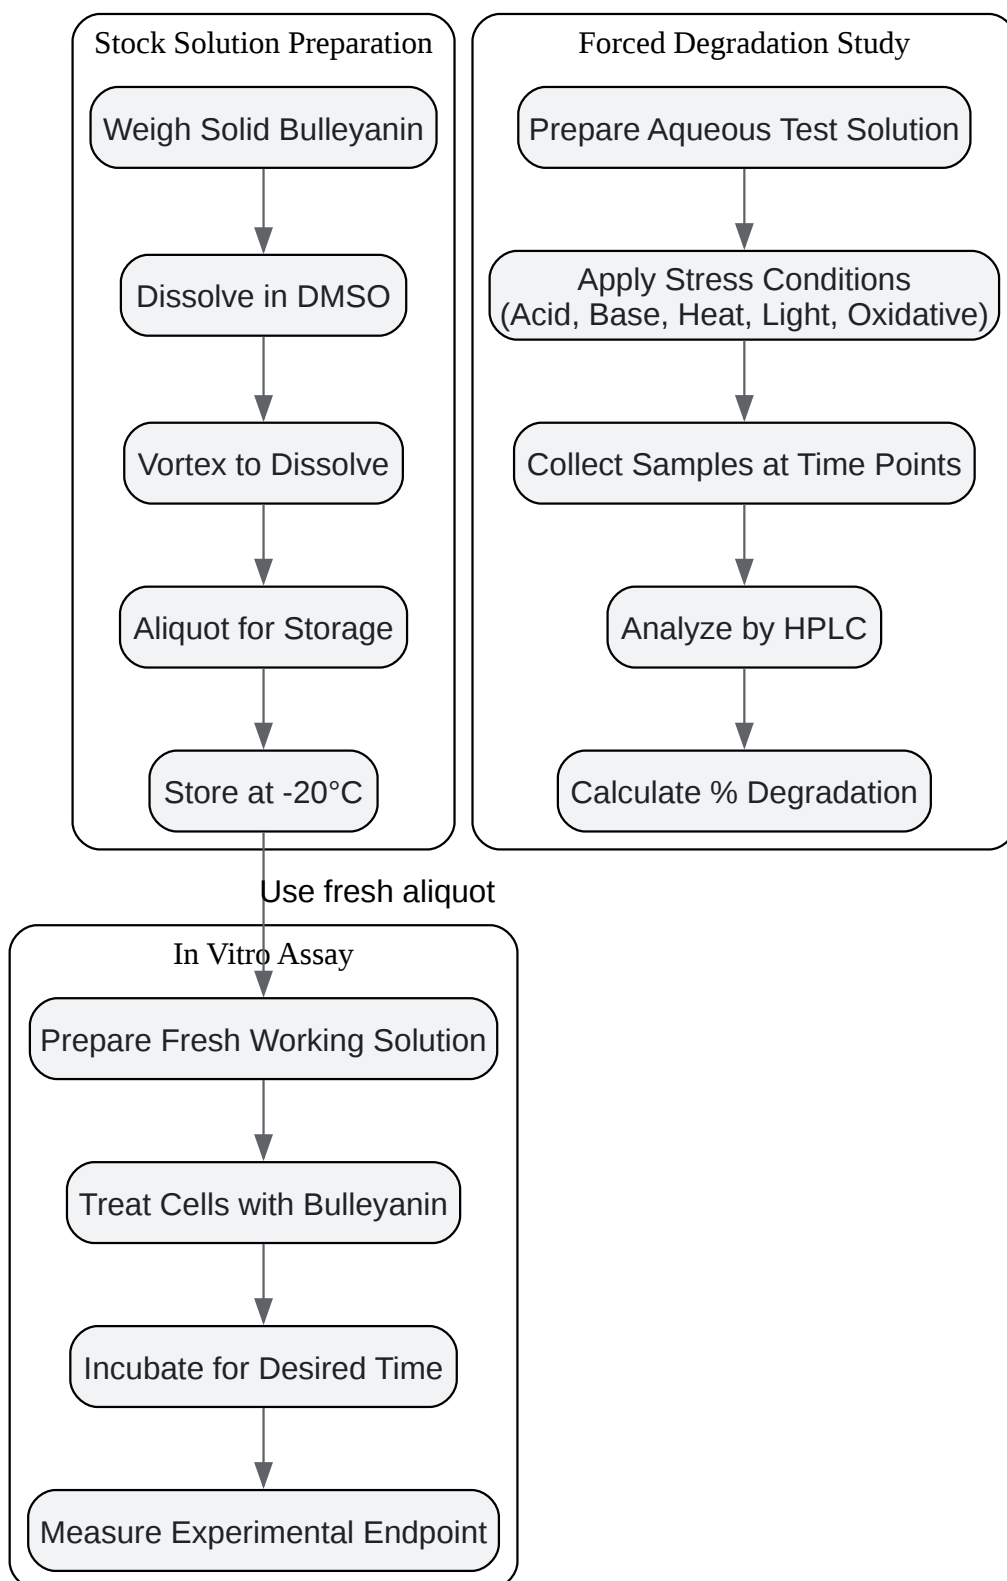 Stock Solution Preparation
Weigh Solid Bulleyanin
Dissolve in DMSO
Vortex to Dissolve
Aliquot for Storage
Store at -20°C
Forced Degradation Study
Prepare Aqueous Test Solution
Apply Stress Conditions
(Acid, Base, Heat, Light, Oxidative)
Collect Samples at Time Points
Analyze by HPLC
Calculate % Degradation
Use fresh aliquot
In Vitro Assay
Prepare Fresh Working Solution
Treat Cells with Bulleyanin
Incubate for Desired Time
Measure Experimental Endpoint